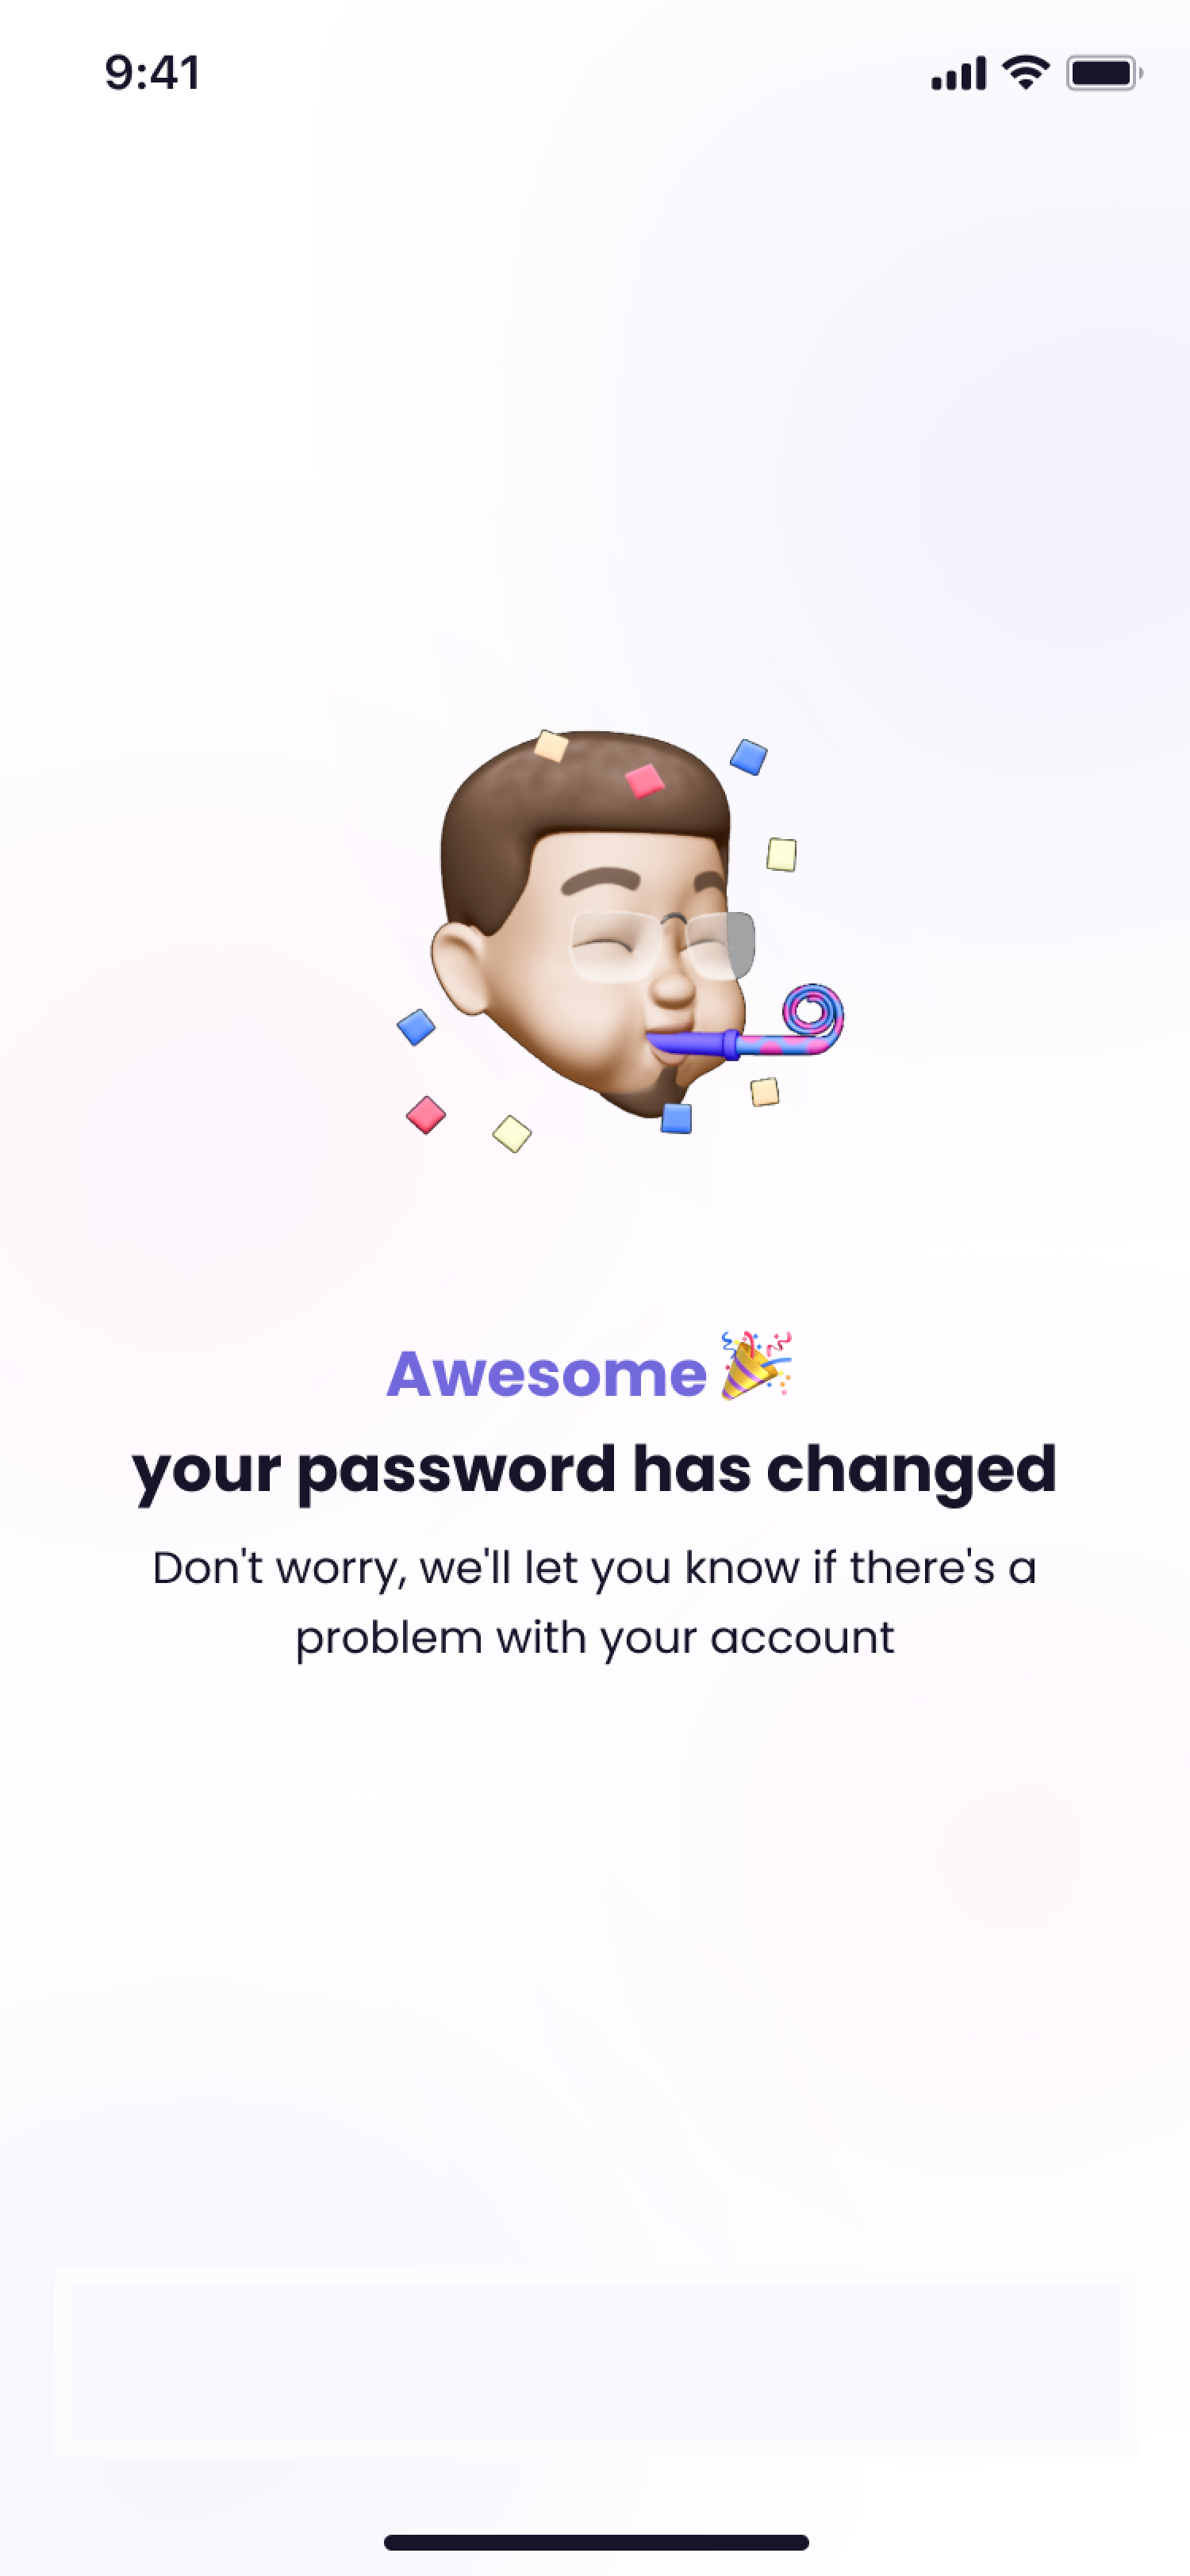 9:41
Awesome 🎉
your password has changed
Don't worry, we'll let you know if there's a
problem with your account